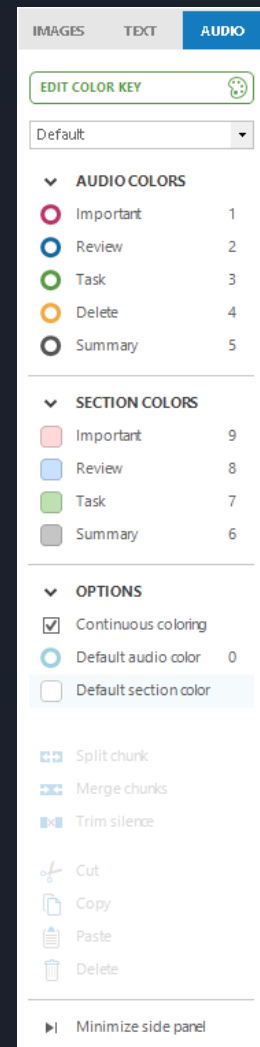 IMAGES TEXT AUDIO
EDIT COLOR KEY
Default
AUDIO COLORS
Important 1
Review 2
Task 3
Delete 4
Summary 5
SECTION COLORS
Important 9
Review 8
Task 7
Summary 6
OPTIONS
Continuous coloring
Default audio color 0
Default section color
Split chunk
Merge chunks
Trim silence
Cut
Copy
Paste
Delete
Minimize side panel